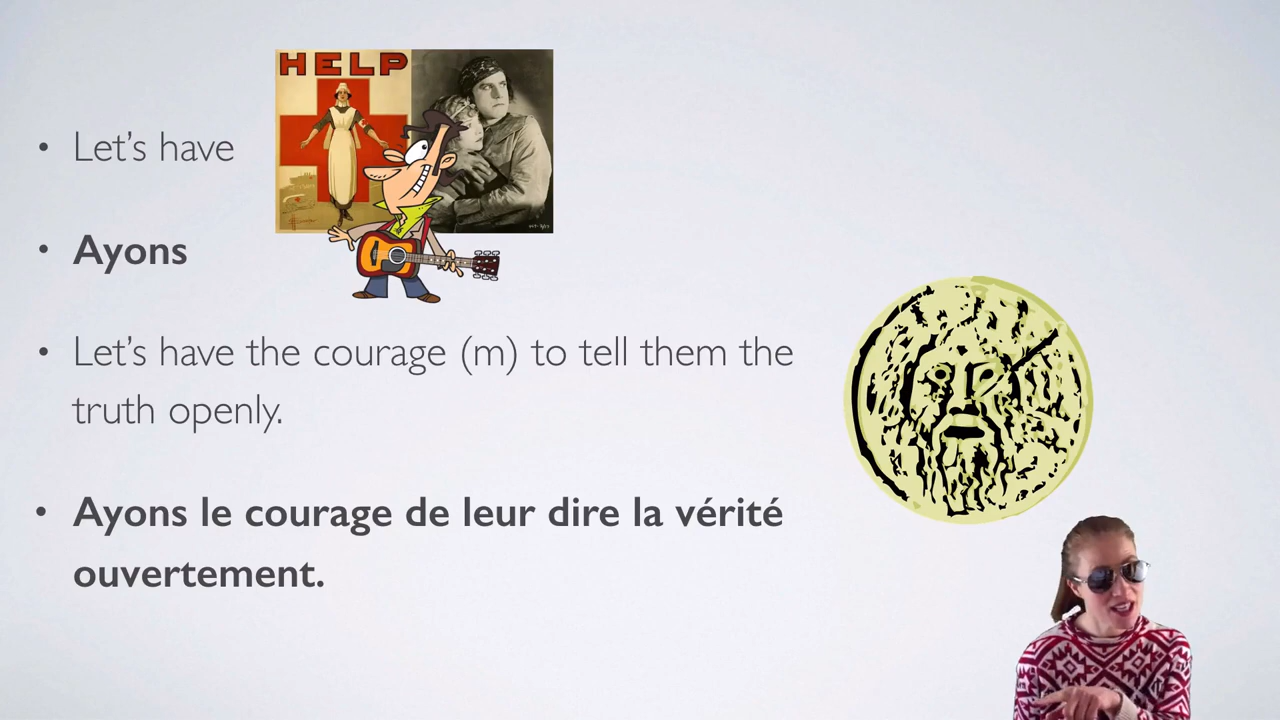 HELP
Let's have
Ayons
Let's have the courage (m) to tell them the
truth openly.
Ayons le courage de leur dire la vérité
ouvertement.